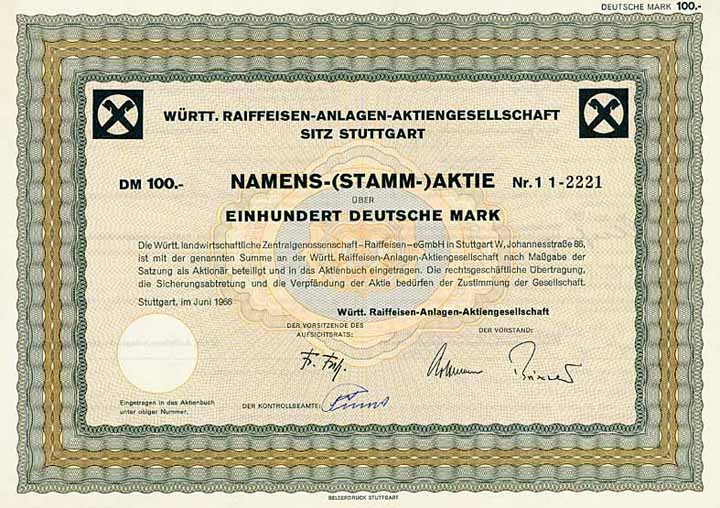 DEUTSCHE MARK 100.-
WÜRTT. RAIFFEISEN-ANLAGEN-AKTIENGESELLSCHAFT
SITZ STUTTGART
DM 100.- NAMENS-(STAMM-)AKTIE Nr. 1 1-2221
ÜBER
EINHUNDERT DEUTSCHE MARK
Die Württ. landwirtschaftliche Zentralgenossenschaft – Raiffeisen – eGmbH in Stuttgart W, Johannesstraße 86,
ist mit der genannten Summe an der Württ. Raiffeisen-Anlagen-Aktiengesellschaft nach Maßgabe der
Satzung als Aktionär beteiligt und in das Aktienbuch eingetragen. Die rechtsgeschäftliche Übertragung,
die Sicherungsabtretung und die Verpfändung der Aktie bedürfen der Zustimmung der Gesellschaft.
Stuttgart, im Juni 1966
Württ. Raiffeisen-Anlagen-Aktiengesellschaft
DER VORSITZENDE DES
AUFSICHTSRATS:
DER VORSTAND:
Eingetragen in das Aktienbuch
unter obiger Nummer.
DER KONTROLLBEAMTE:
BELSERDRUCK STUTTGART